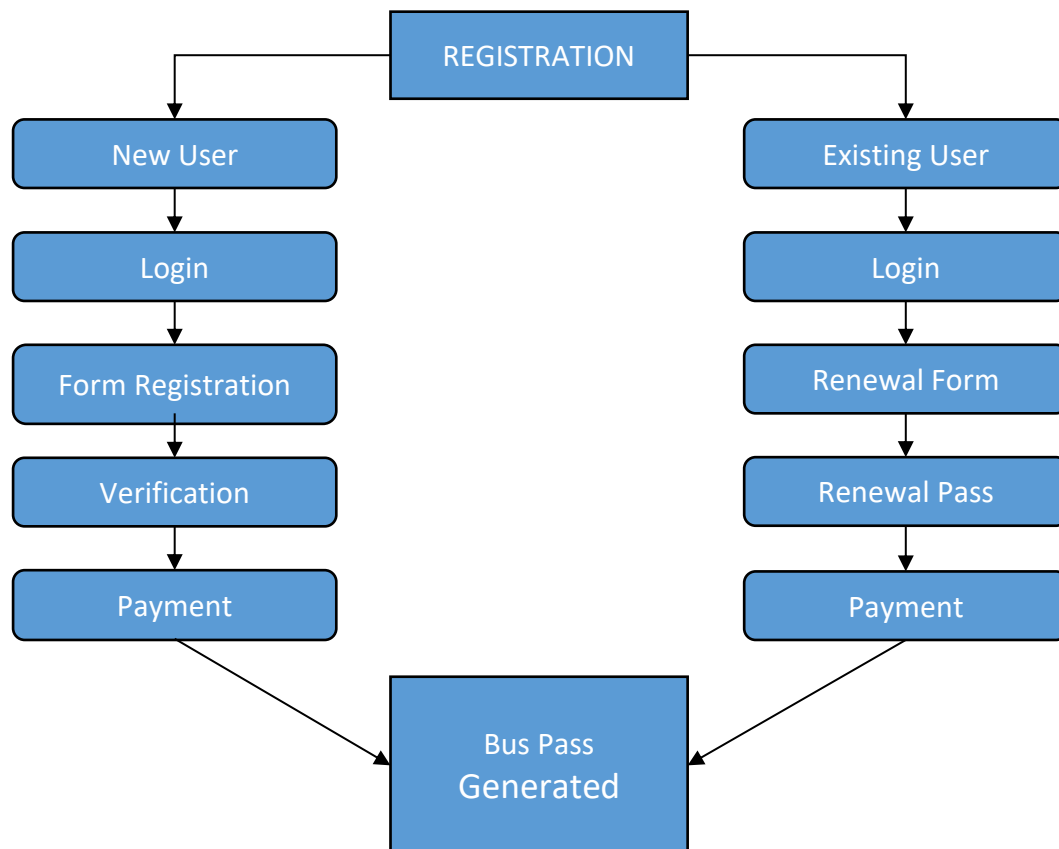 REGISTRATION
New User
Login
Form Registration
Verification
Payment
Existing User
Login
Renewal Form
Renewal Pass
Payment
Bus Pass
Generated